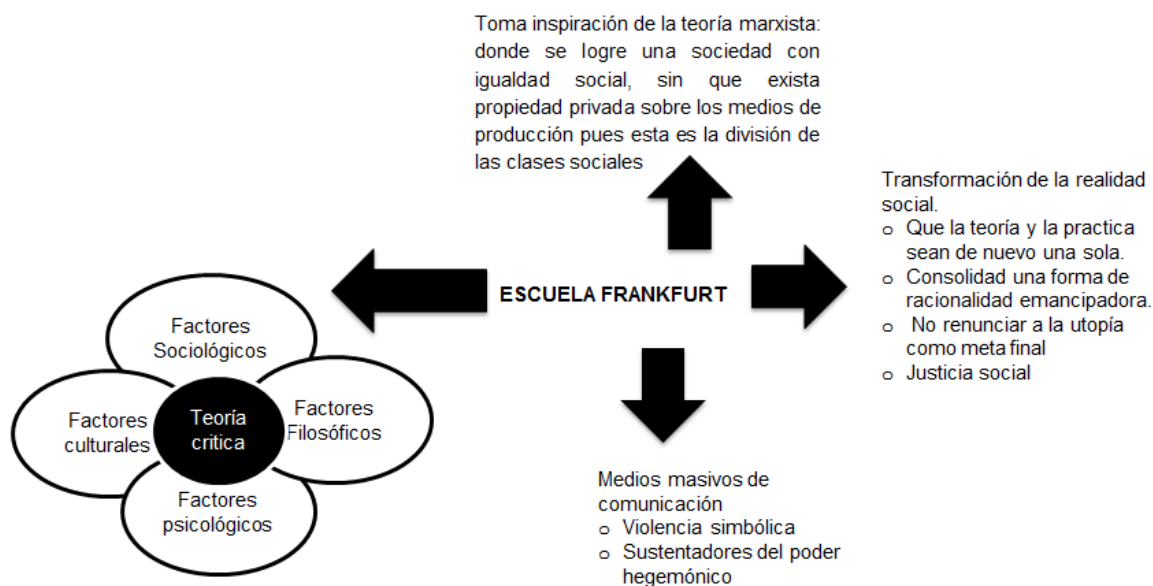 Toma inspiración de la teoría marxista:
donde se logre una sociedad con
igualdad social, sin que exista
propiedad privada sobre los medios de
producción pues esta es la división de
las clases sociales
Transformación de la realidad
social.
o Que la teoría y la practica
sean de nuevo una sola.
o Consolidad una forma de
racionalidad emancipadora.
o No renunciar a la utopía
como meta final
o Justicia social
ESCUELA FRANKFURT
Factores
Sociológicos
Factores
culturales
Teoría
critica
Factores
Filosóficos
Factores
psicológicos
Medios masivos de
comunicación
o Violencia simbólica
o Sustentadores del poder
hegemónico